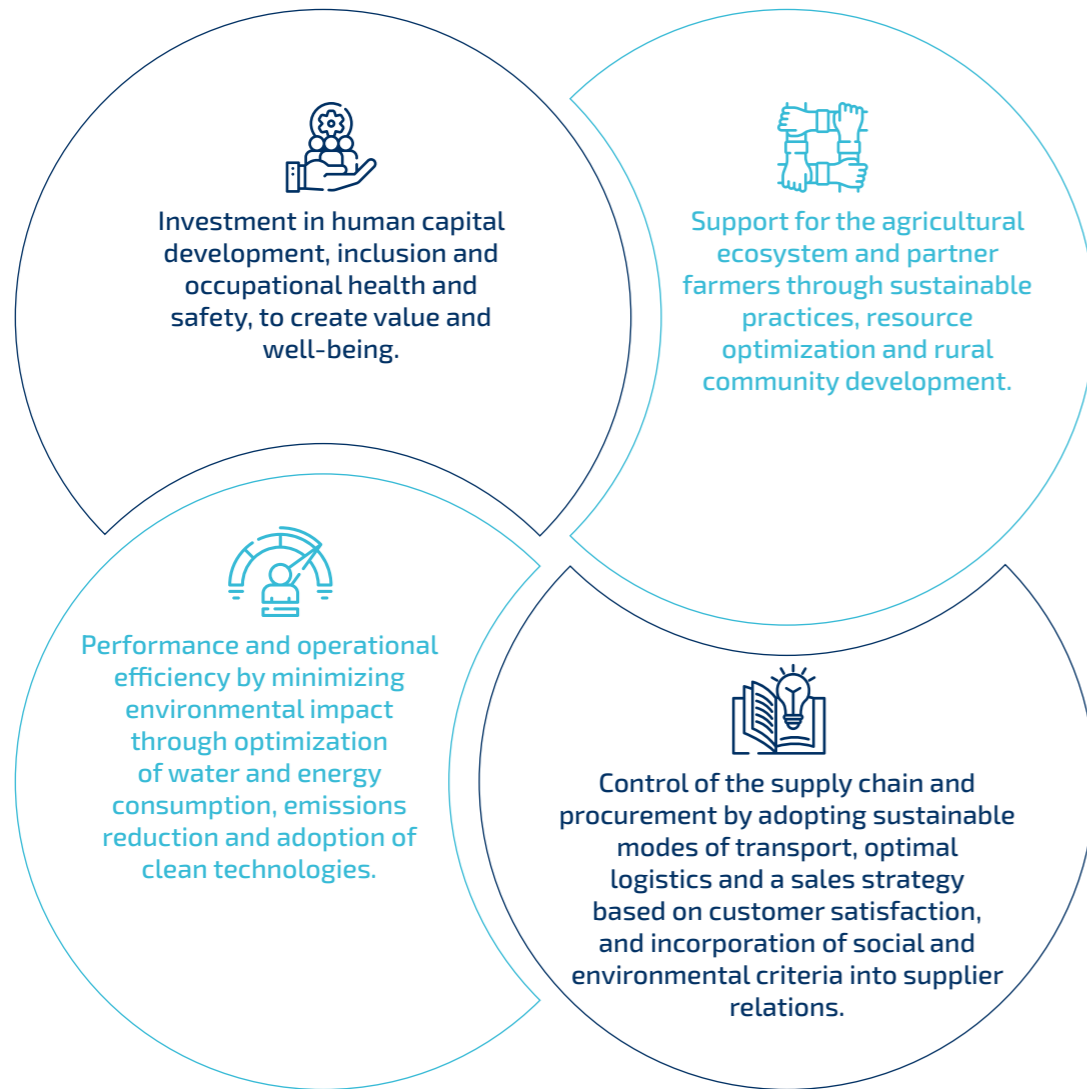 Investment in human capital
development, inclusion and
occupational health and
safety, to create value and
well-being.
Support for the agricultural
ecosystem and partner
farmers through sustainable
practices, resource
optimization and rural
community development.
Performance and operational
efficiency by minimizing
environmental impact
through optimization
of water and energy
consumption, emissions
reduction and adoption of
clean technologies.
Control of the supply chain and
procurement by adopting sustainable
modes of transport, optimal
logistics and a sales strategy
based on customer satisfaction,
and incorporation of social and
environmental criteria into supplier
relations.